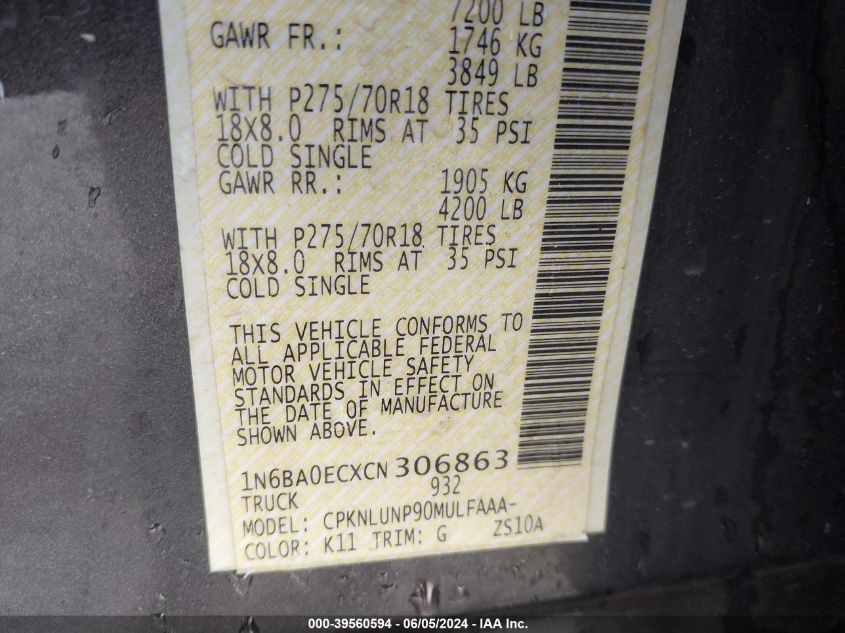 7200 LB
GAWR FR.: 1746 KG
3849 LB
WITH P275/70R18 TIRES
18X8.0 RIMS AT 35 PSI
COLD SINGLE
GAWR RR.: 1905 KG
4200 LB
WITH P275/70R18 TIRES
18X8.0 RIMS AT 35 PSI
COLD SINGLE
THIS VEHICLE CONFORMS TO
ALL APPLICABLE FEDERAL
MOTOR VEHICLE SAFETY
STANDARDS IN EFFECT ON
THE DATE OF MANUFACTURE
SHOWN ABOVE.
1N6BA0ECXCN 306863
TRUCK 932
MODEL: CPKNLUNP90MULFAAA-
COLOR: K11 TRIM: G ZS10A
000-39560594 - 06/05/2024 - IAA Inc.